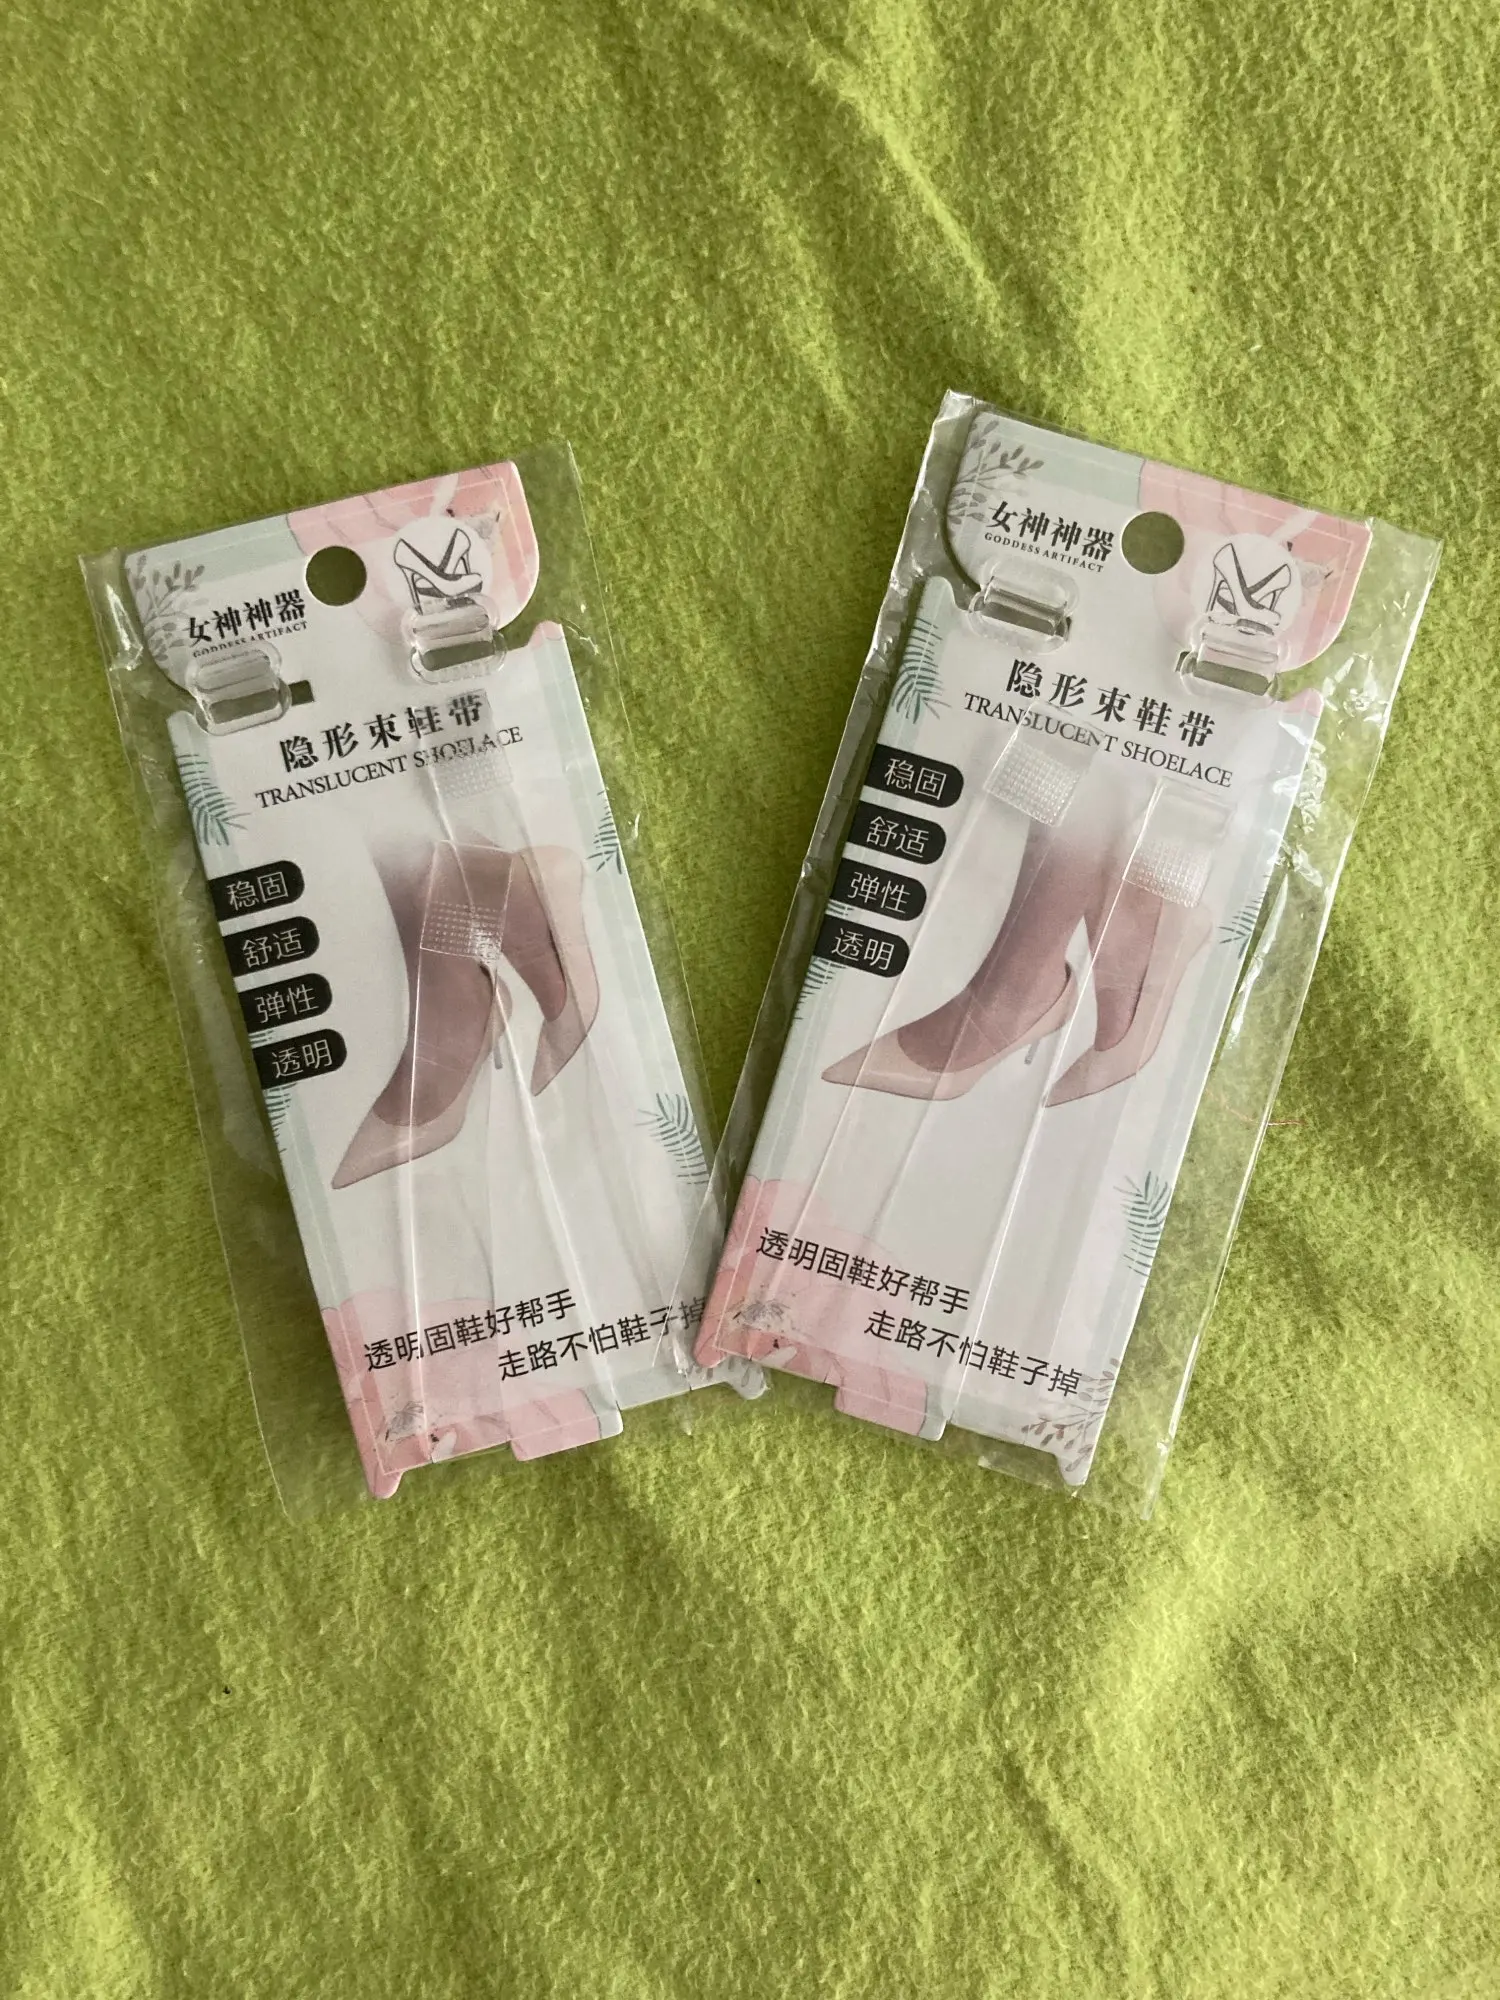 女神神器
GODDESS ARTIFACT
隐形束鞋带
TRANSLUCENT SHOELACE
稳固
舒适
弹性
透明
透明固鞋好帮手
走路不怕鞋子掉
女神神器
GODDESS ARTIFACT
隐形束鞋带
TRANSLUCENT SHOELACE
稳固
舒适
弹性
透明
透明固鞋好帮手
走路不怕鞋子掉